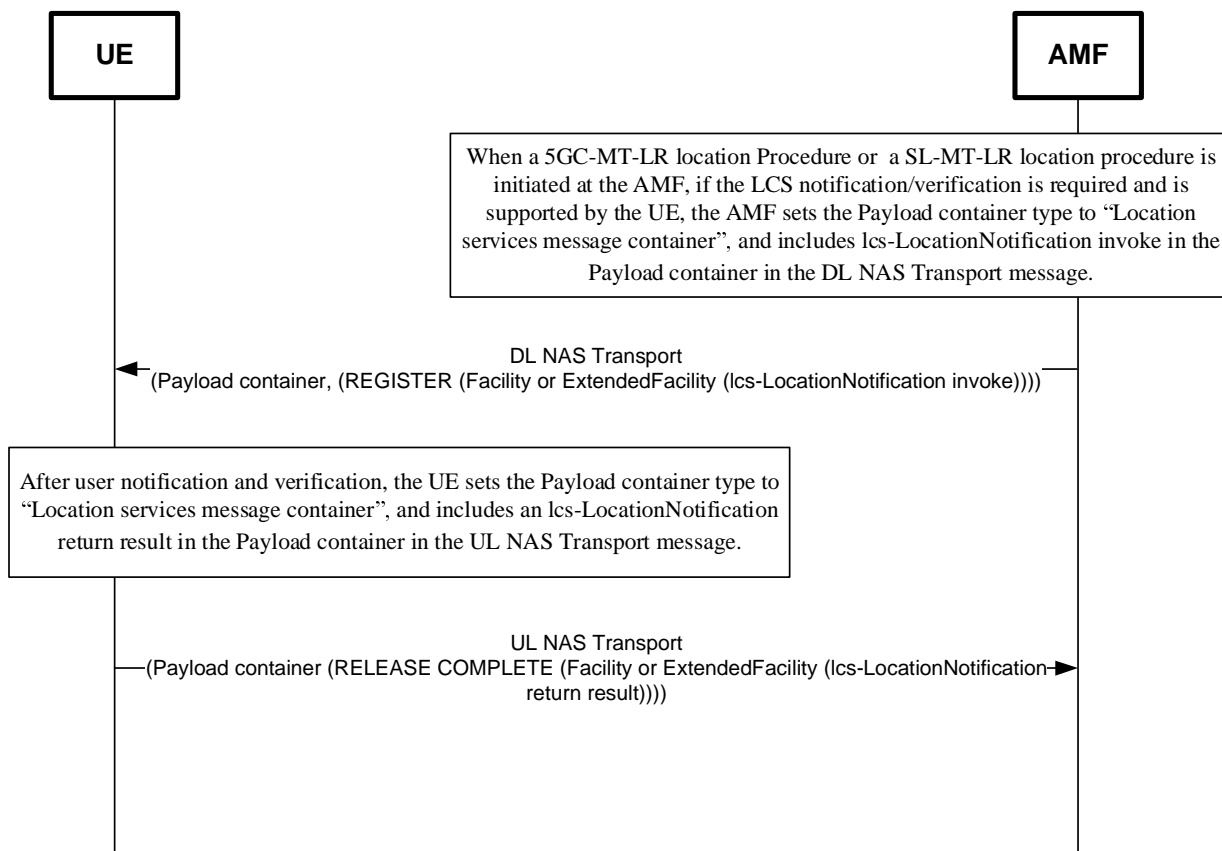 UE
AMF
When a 5GC-MT-LR location Procedure or  a SL-MT-LR location procedure is
initiated at the AMF, if the LCS notification/verification is required and is
supported by the UE, the AMF sets the Payload container type to “Location
services message container”, and includes lcs-LocationNotification invoke in the
Payload container in the DL NAS Transport message.
DL NAS Transport
(Payload container, (REGISTER (Facility or ExtendedFacility (lcs-LocationNotification invoke))))
After user notification and verification, the UE sets the Payload container type to
“Location services message container”, and includes an lcs-LocationNotification
return result in the Payload container in the UL NAS Transport message.
UL NAS Transport
(Payload container (RELEASE COMPLETE (Facility or ExtendedFacility (lcs-LocationNotification
return result))))